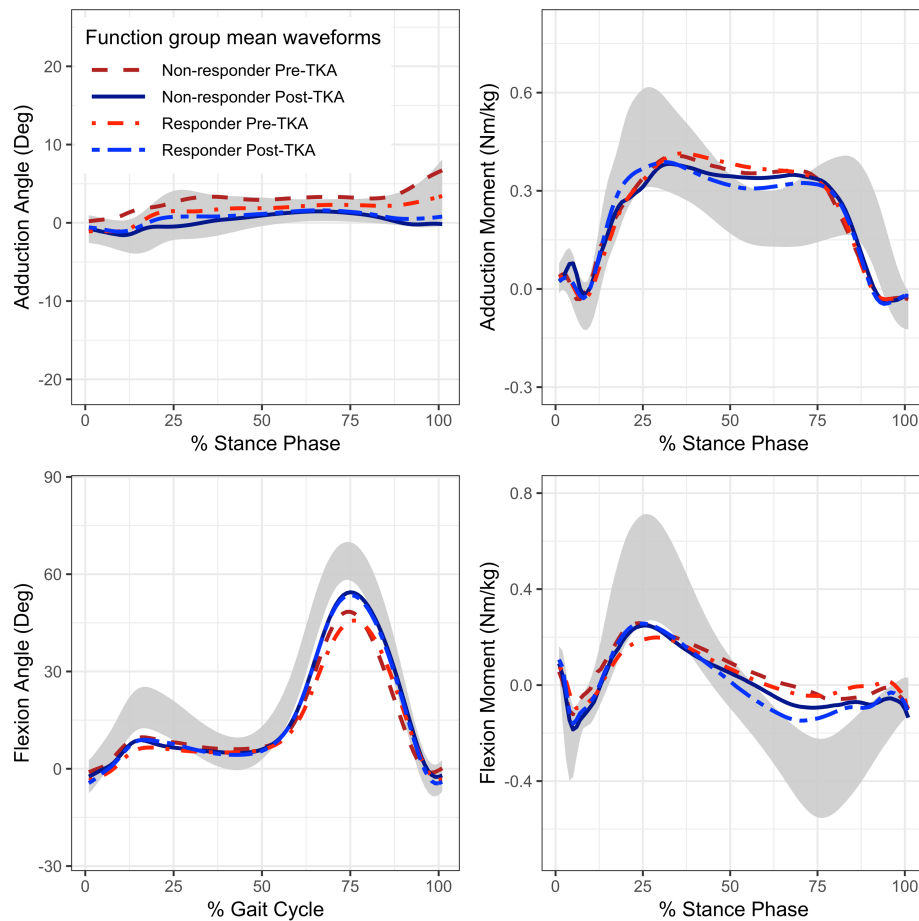 Function group mean waveforms
Non-responder Pre-TKA
Non-responder Post-TKA
Responder Pre-TKA
Responder Post-TKA
Adduction Angle (Deg)
20
10
0
-10
-20
0 25 50 75 100
% Stance Phase
Adduction Moment (Nm/kg)
0.6
0.3
0.0
-0.3
0 25 50 75 100
% Stance Phase
Flexion Angle (Deg)
90
60
30
0
-30
0 25 50 75 100
% Gait Cycle
Flexion Moment (Nm/kg)
0.8
0.4
0.0
-0.4
0 25 50 75 100
% Stance Phase